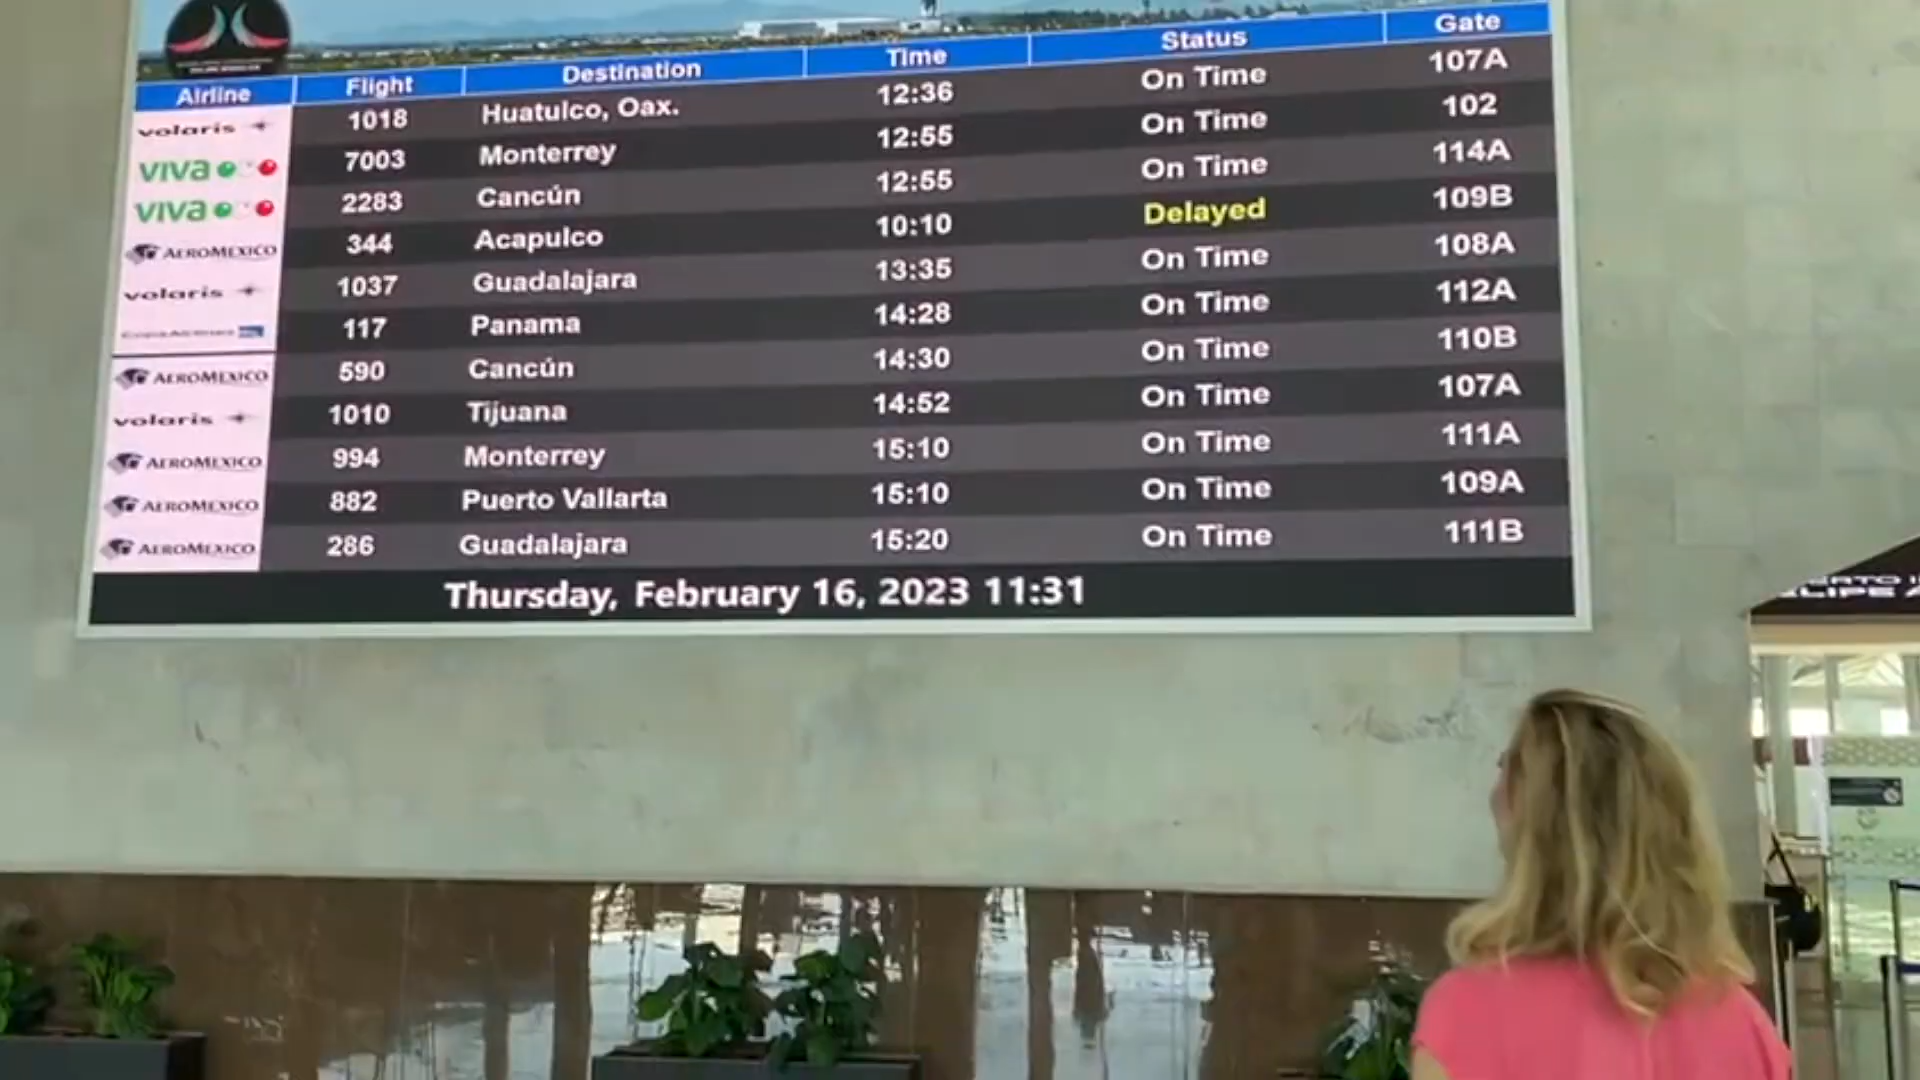 Airline Flight Destination Time Status Gate
volaris 1018 Huatulco, Oax. 12:36 On Time 107A
VIVA 7003 Monterrey 12:55 On Time 102
VIVA 2283 Cancún 12:55 On Time 114A
AEROMEXICO 344 Acapulco 10:10 Delayed 109B
volaris 1037 Guadalajara 13:35 On Time 108A
CopaAirlines 117 Panama 14:28 On Time 112A
AEROMEXICO 590 Cancún 14:30 On Time 110B
volaris 1010 Tijuana 14:52 On Time 107A
AEROMEXICO 994 Monterrey 15:10 On Time 111A
AEROMEXICO 882 Puerto Vallarta 15:10 On Time 109A
AEROMEXICO 286 Guadalajara 15:20 On Time 111B
Thursday, February 16, 2023 11:31